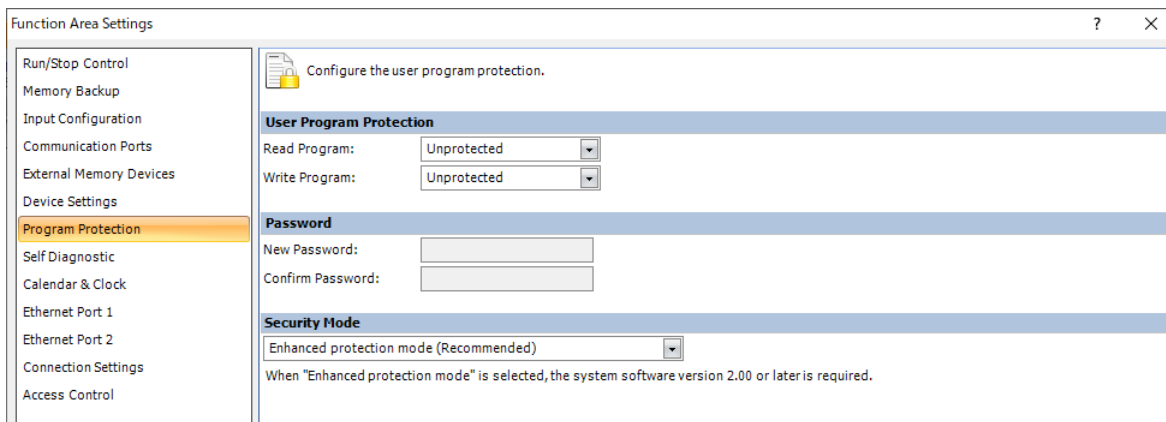 Function Area Settings
Run/Stop Control
Memory Backup
Input Configuration
Communication Ports
External Memory Devices
Device Settings
Program Protection
Self Diagnostic
Calendar & Clock
Ethernet Port 1
Ethernet Port 2
Connection Settings
Access Control
Configure the user program protection.
User Program Protection
Read Program: Unprotected
Write Program: Unprotected
Password
New Password:
Confirm Password:
Security Mode
Enhanced protection mode (Recommended)
When "Enhanced protection mode" is selected, the system software version 2.00 or later is required.